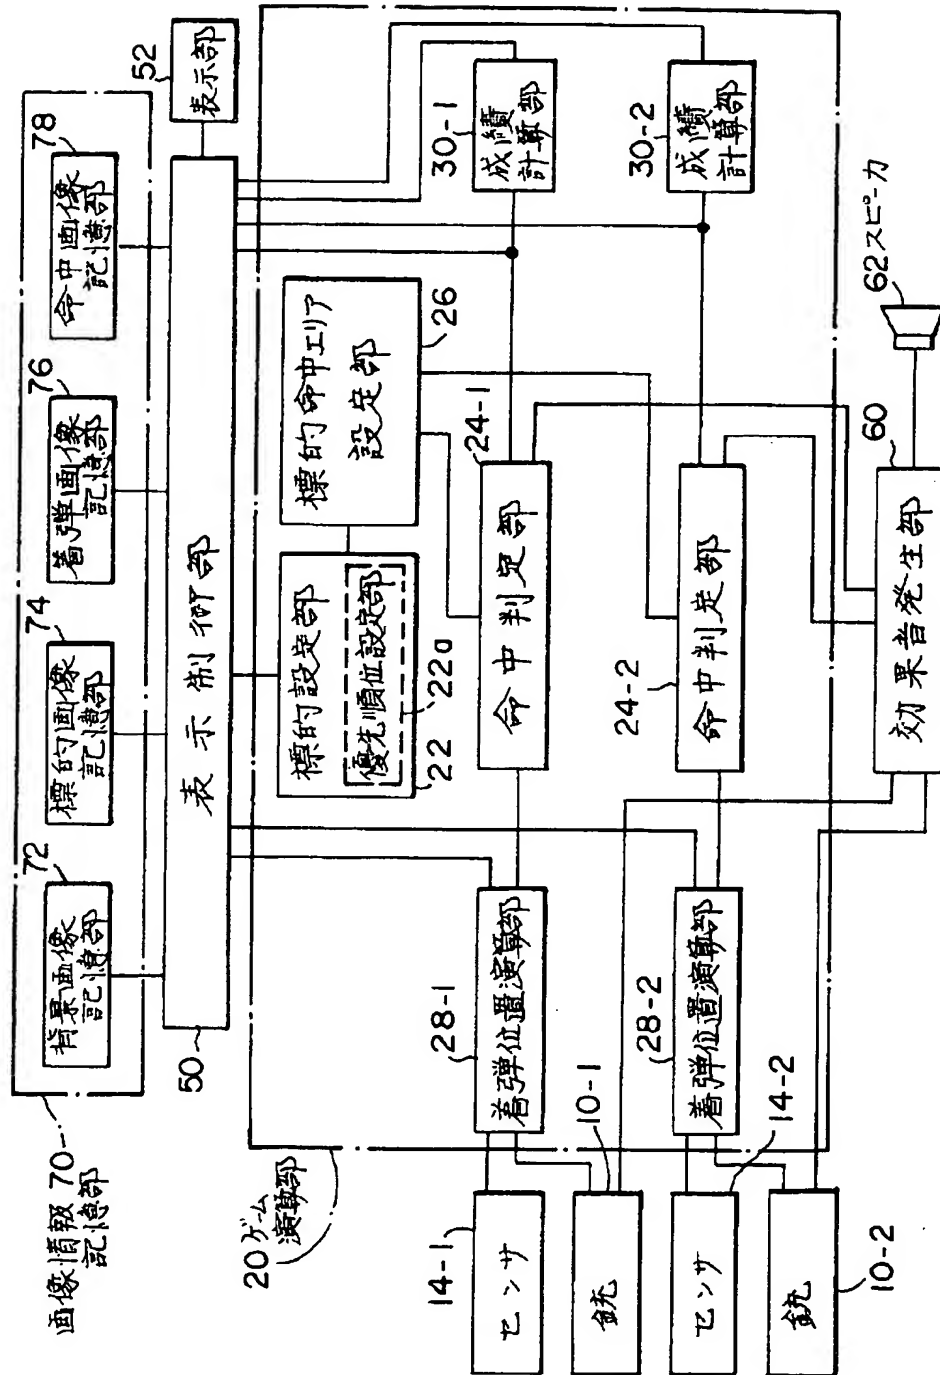 画像情報
記憶部
70
72
背景画像
記憶部
74
標的画像
記憶部
76
着弾画像
記憶部
78
命中画像
記憶部
50
表示制御部
52
表示部
20 ゲーム
演算部
22
標的設定部
優先順位設定部
22a
標的命中エリア
設定部
26
14-1
センサ
28-1
着弾位置演算部
24-1
命中判定部
30-1
成績
計算部
10-1
銃
14-2
センサ
28-2
着弾位置演算部
24-2
命中判定部
30-2
成績
計算部
10-2
銃
60
効果音発生部
62 スピーカ